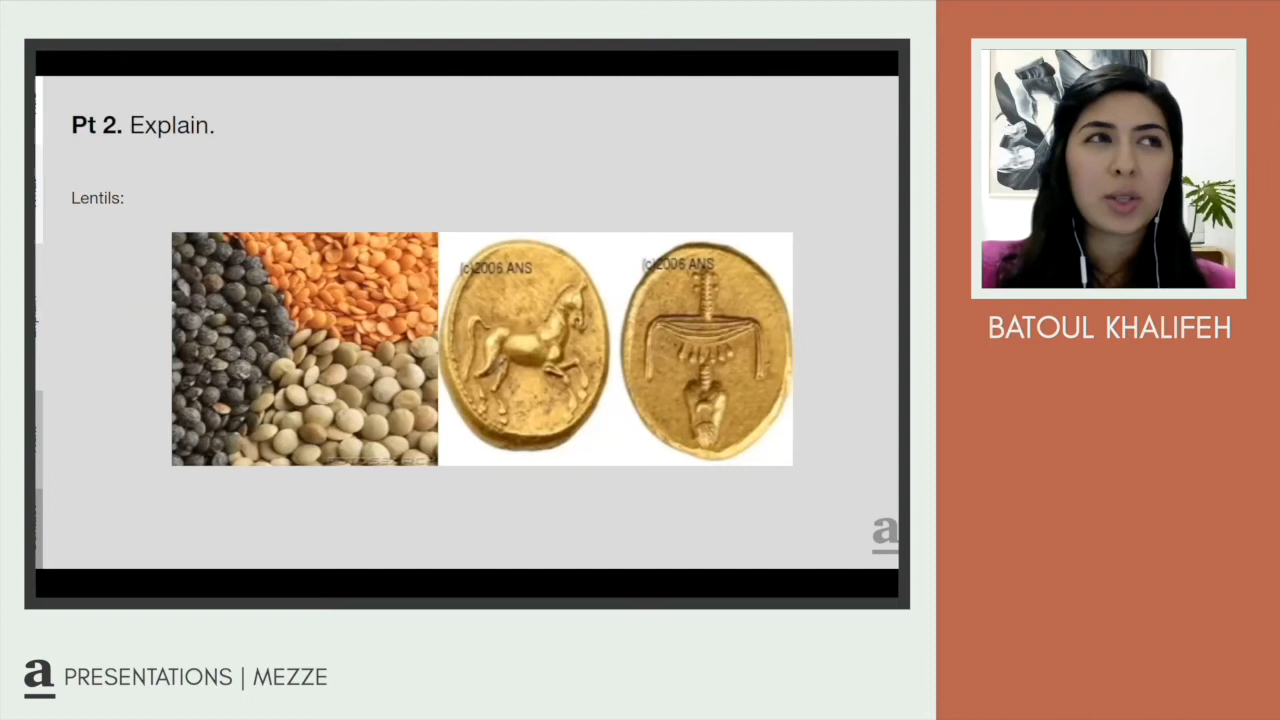 Pt 2. Explain.
Lentils:
(c)2006 ANS
(c)2006 ANS
a
BATOUL KHALIFEH
a PRESENTATIONS | MEZZE